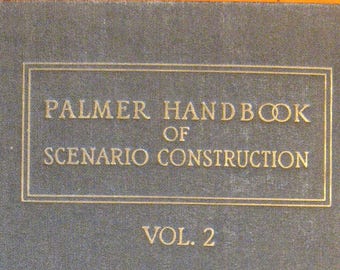 PALMER HANDBOOK
OF
SCENARIO CONSTRUCTION
VOL. 2